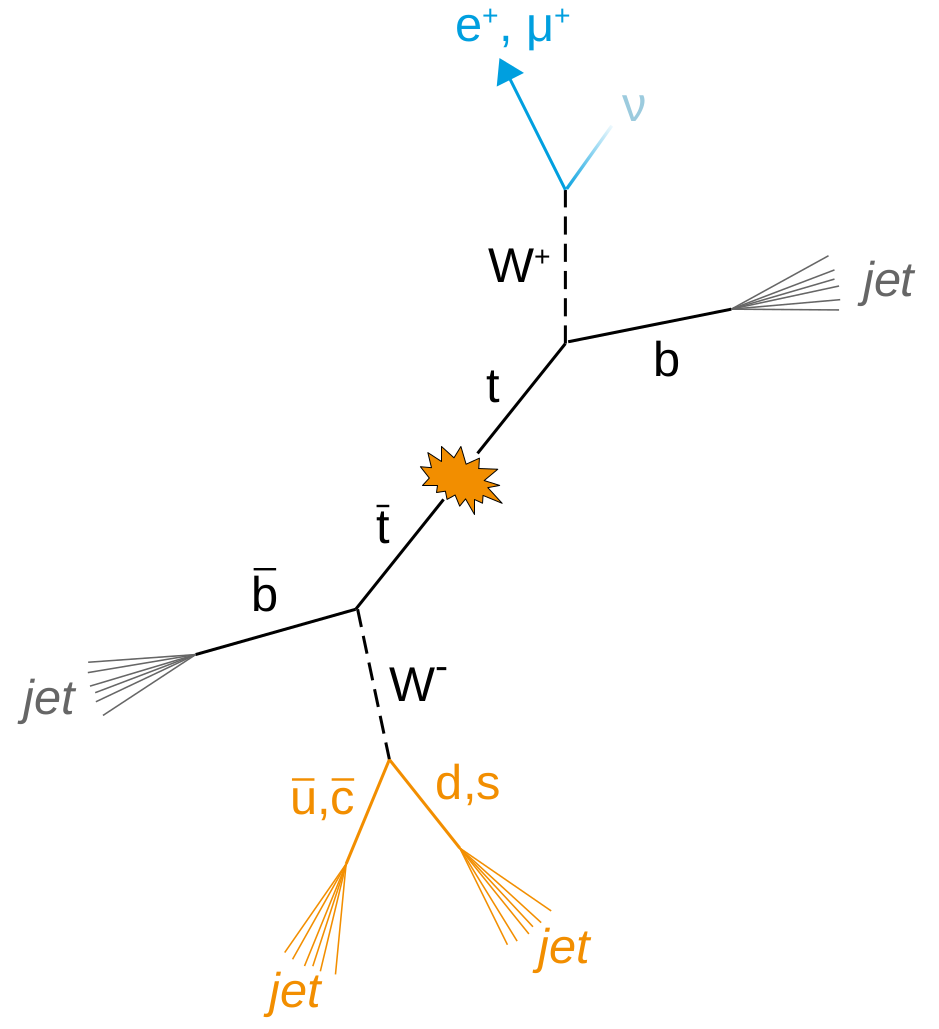 e⁺, μ⁺
ν
W⁺
jet
b
t
t̄
b̄
jet
W⁻
u̅,c̅
d,s
jet
jet